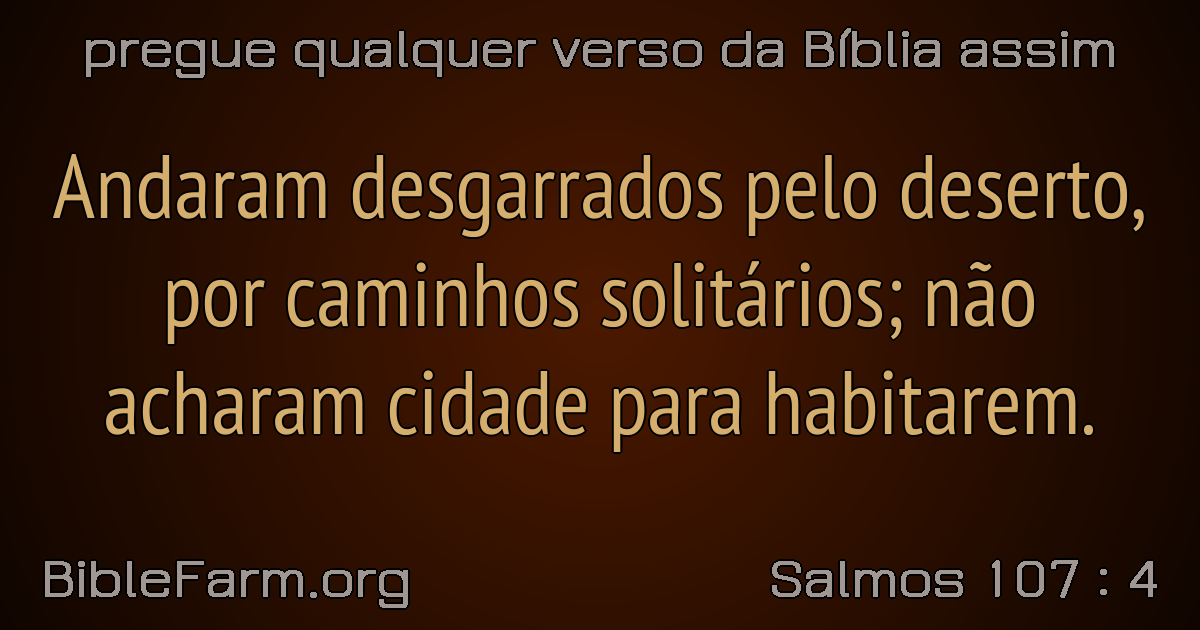 pregue qualquer verso da Bíblia assim
Andaram desgarrados pelo deserto,
por caminhos solitários; não
acharam cidade para habitarem.
BibleFarm.org
Salmos 107 : 4